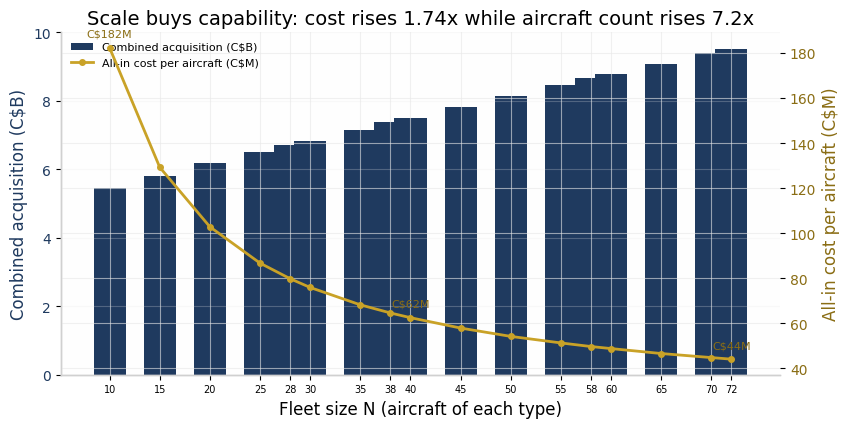 Scale buys capability: cost rises 1.74x while aircraft count rises 7.2x
C$182M
Combined acquisition (C$B)
All-in cost per aircraft (C$M)
10
8
6
4
2
0
Combined acquisition (C$B)
180
160
140
120
100
80
60
40
All-in cost per aircraft (C$M)
C$62M
C$44M
10 15 20 25 28 30 35 38 40 45 50 55 58 60 65 70 72
Fleet size N (aircraft of each type)